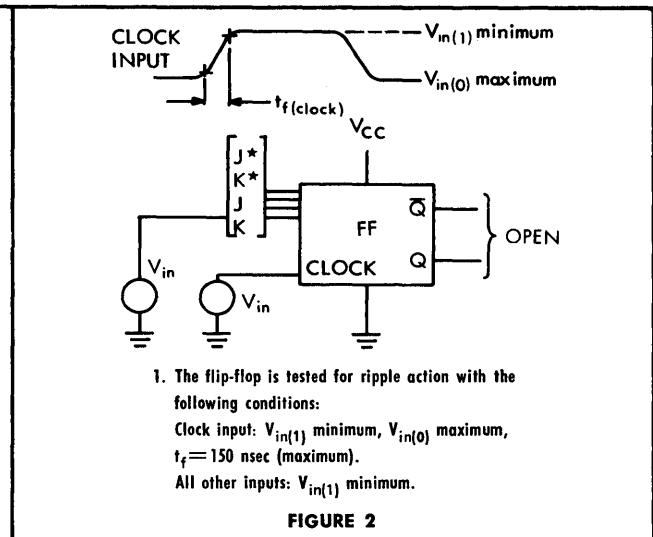 CLOCK
INPUT
V_in(1) minimum
V_in(0) maximum
t_f(clock)
V_CC
J*
K*
J
K
Q̅
FF
OPEN
CLOCK
Q
V_in
V_in
1. The flip-flop is tested for ripple action with the
following conditions:
Clock input: V_in(1) minimum, V_in(0) maximum,
t_f = 150 nsec (maximum).
All other inputs: V_in(1) minimum.
FIGURE 2